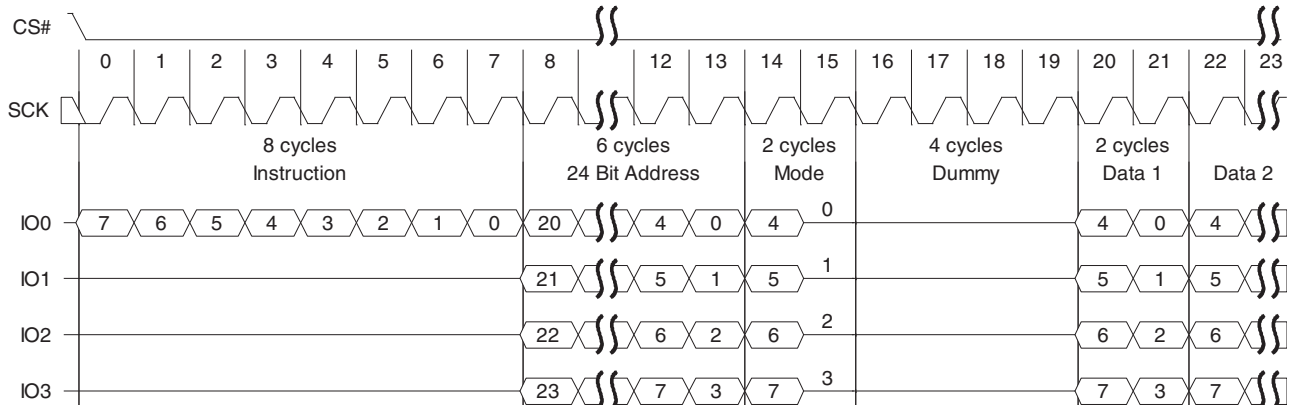 CS#
0 1 2 3 4 5 6 7 8 12 13 14 15 16 17 18 19 20 21 22 23
SCK
8 cycles 6 cycles 2 cycles 4 cycles 2 cycles
Instruction 24 Bit Address Mode Dummy Data 1 Data 2
IO0 7 6 5 4 3 2 1 0 20 4 0 4 0 4 0 4
IO1 21 5 1 5 1 5 1 5
IO2 22 6 2 6 2 6 2 6
IO3 23 7 3 7 3 7 3 7